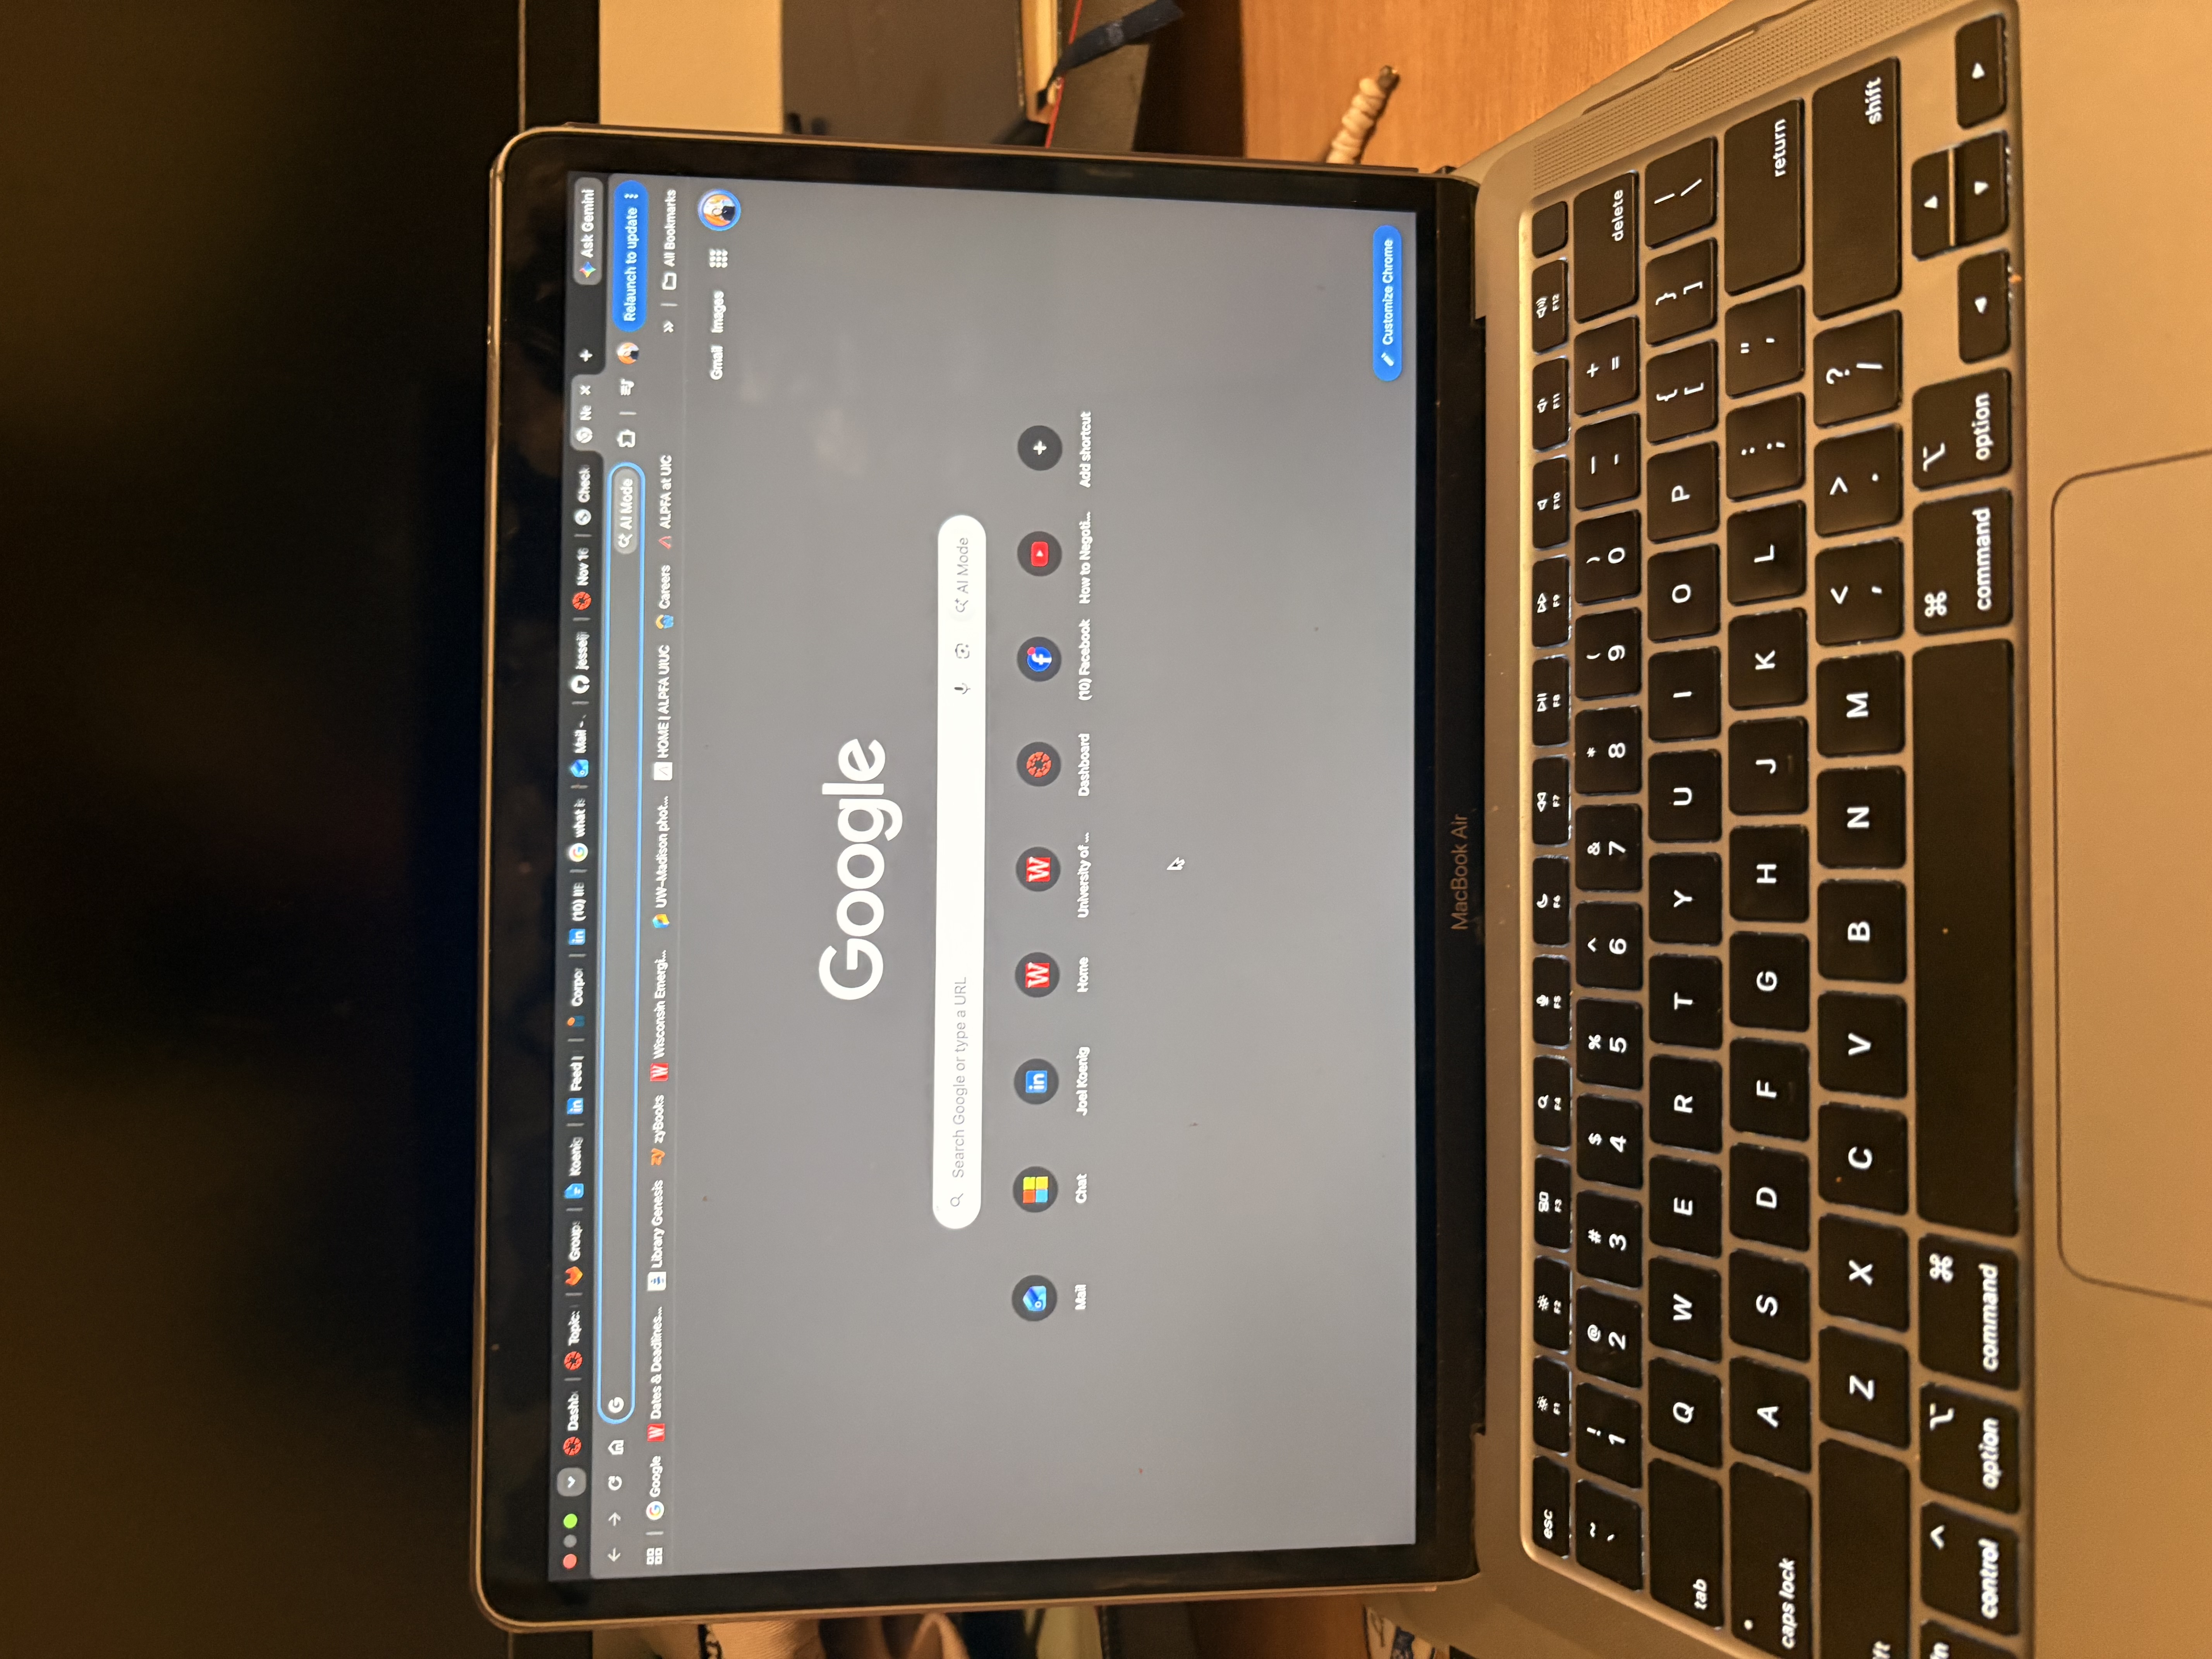 Dashb Topic: Group: Koenig Feed | Corpor (10) what is Mail - jesseij Nov 16 Check Ne Ask Gemini
AI Mode Relaunch to update
Google Dates & Deadlines... Library Genesis zyBooks Wisconsin Emergi... UW-Madison phot... HOME | ALPFA UIUC Careers ALPFA at UIC All Bookmarks
Gmail Images
Google
Search Google or type a URL AI Mode
Mail Chat Joel Koenig Home University of ... Dashboard (10) Facebook How to Negoti... Add shortcut
Customize Chrome
MacBook Air
esc F1 F2 F3 F4 F5 F6 F7 F8 F9 F10 F11 F12
~ ! @ # $ % ^ & * ( ) — +
` 1 2 3 4 5 6 7 8 9 0 - = delete
tab Q W E R T Y U I O P { [ } ] | \
caps lock A S D F G H J K L : ; " ' return
Z X C V B N M < , > . ? / shift
control option command command option